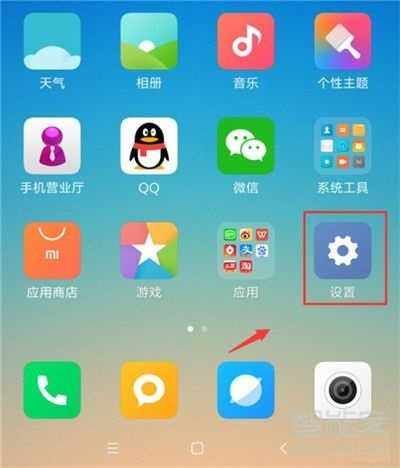 天气 相册 音乐 个性主题
手机营业厅 QQ 微信 系统工具
mi
应用商店 游戏 应用 设置